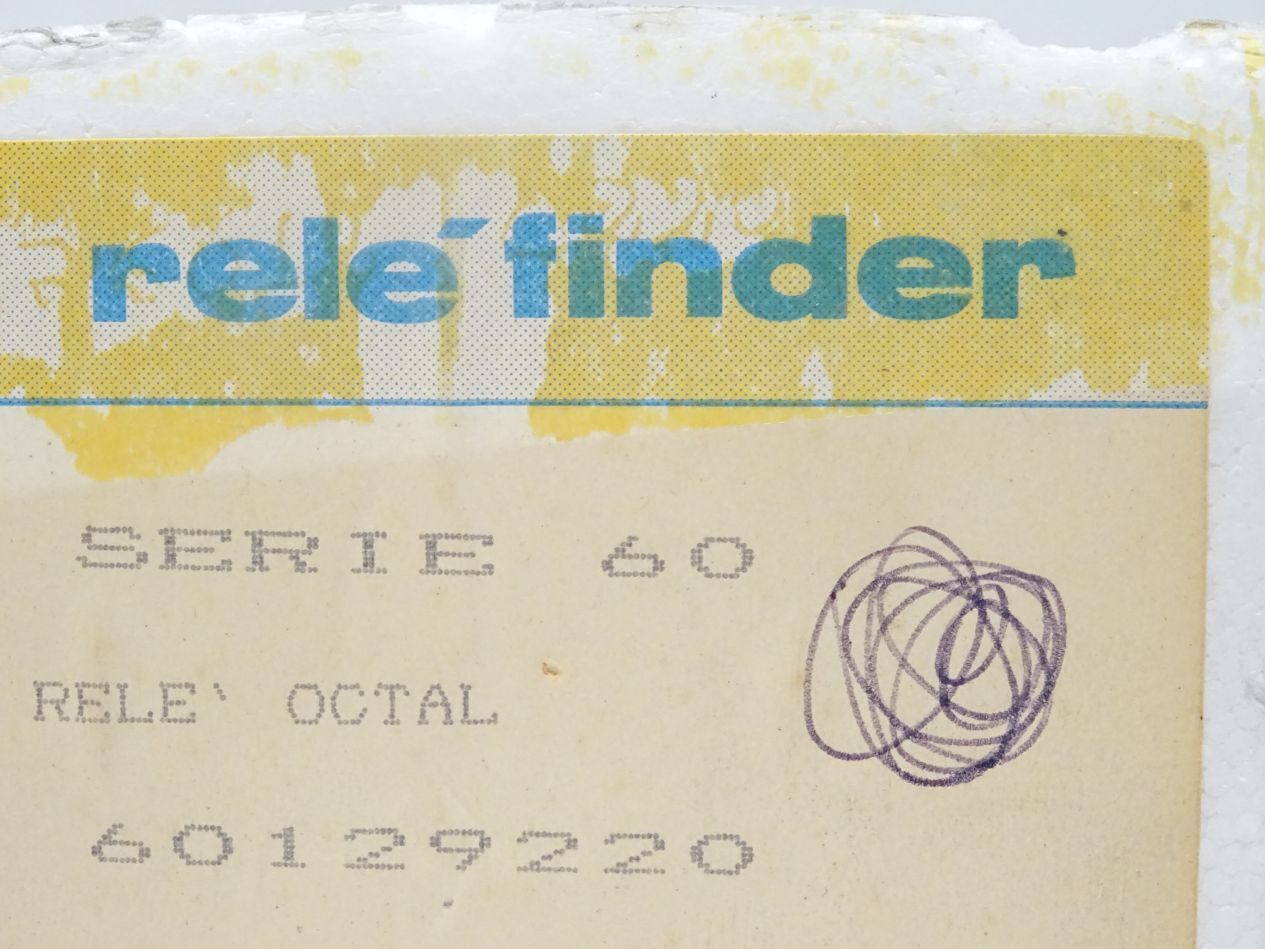 relé finder
SERIE 60
RELE` OCTAL
60129220